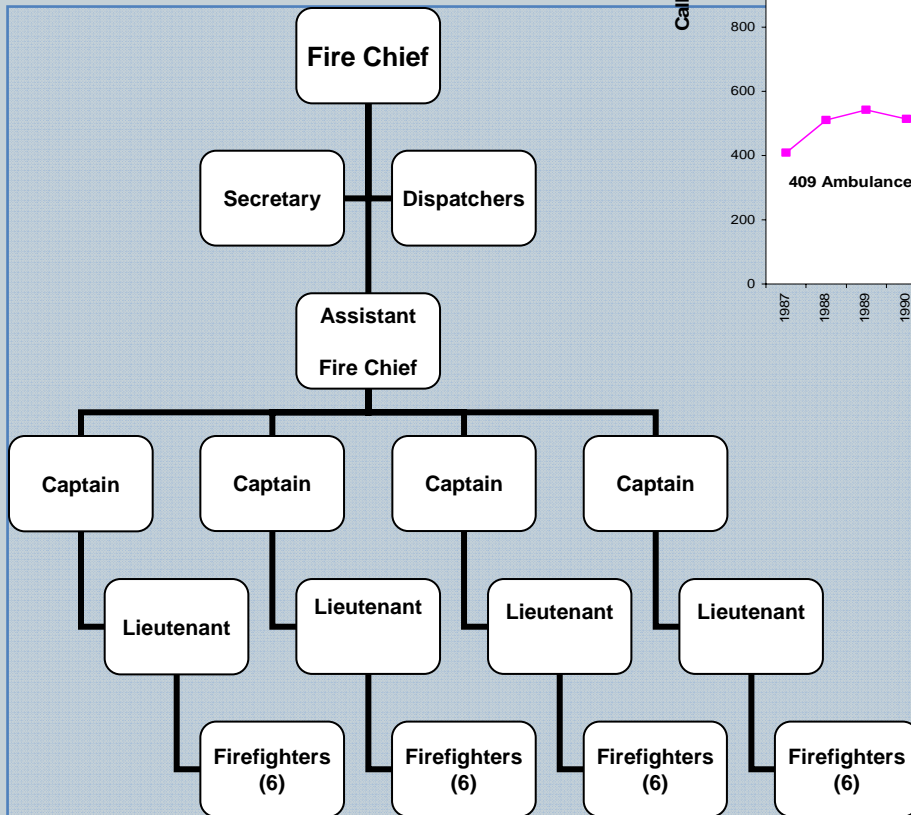 Fire Chief
Secretary
Dispatchers
Assistant
Fire Chief
Captain
Captain
Captain
Captain
Lieutenant
Lieutenant
Lieutenant
Lieutenant
Firefighters
(6)
Firefighters
(6)
Firefighters
(6)
Firefighters
(6)
800
600
400
200
0
409 Ambulance
1987
1988
1989
1990